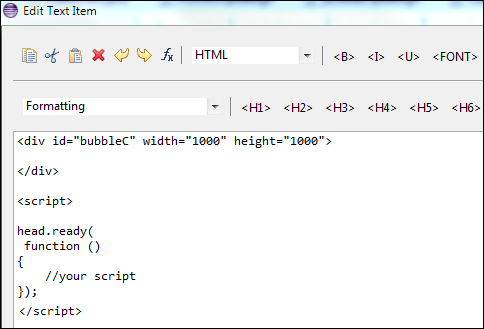 Edit Text Item
HTML <B> <I> <U> <FONT>
Formatting <H1> <H2> <H3> <H4> <H5> <H6>
<div id="bubbleC" width="1000" height="1000">
</div>
<script>
head.ready(
function ()
{
//your script
});
</script>